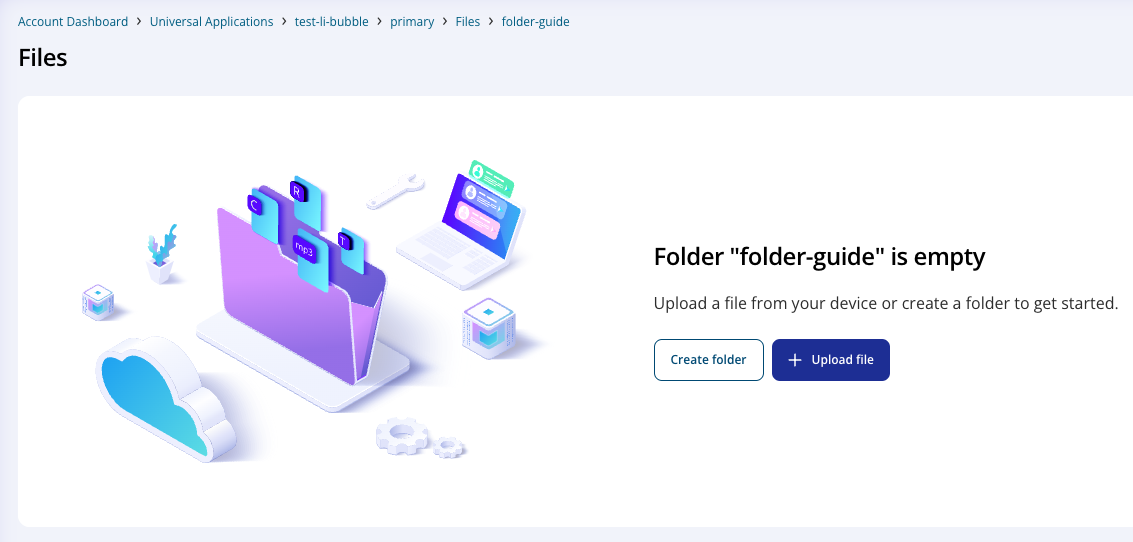 Account Dashboard > Universal Applications > test-li-bubble > primary > Files > folder-guide
Files
C
R
mp3
T
Folder "folder-guide" is empty
Upload a file from your device or create a folder to get started.
Create folder
+ Upload file